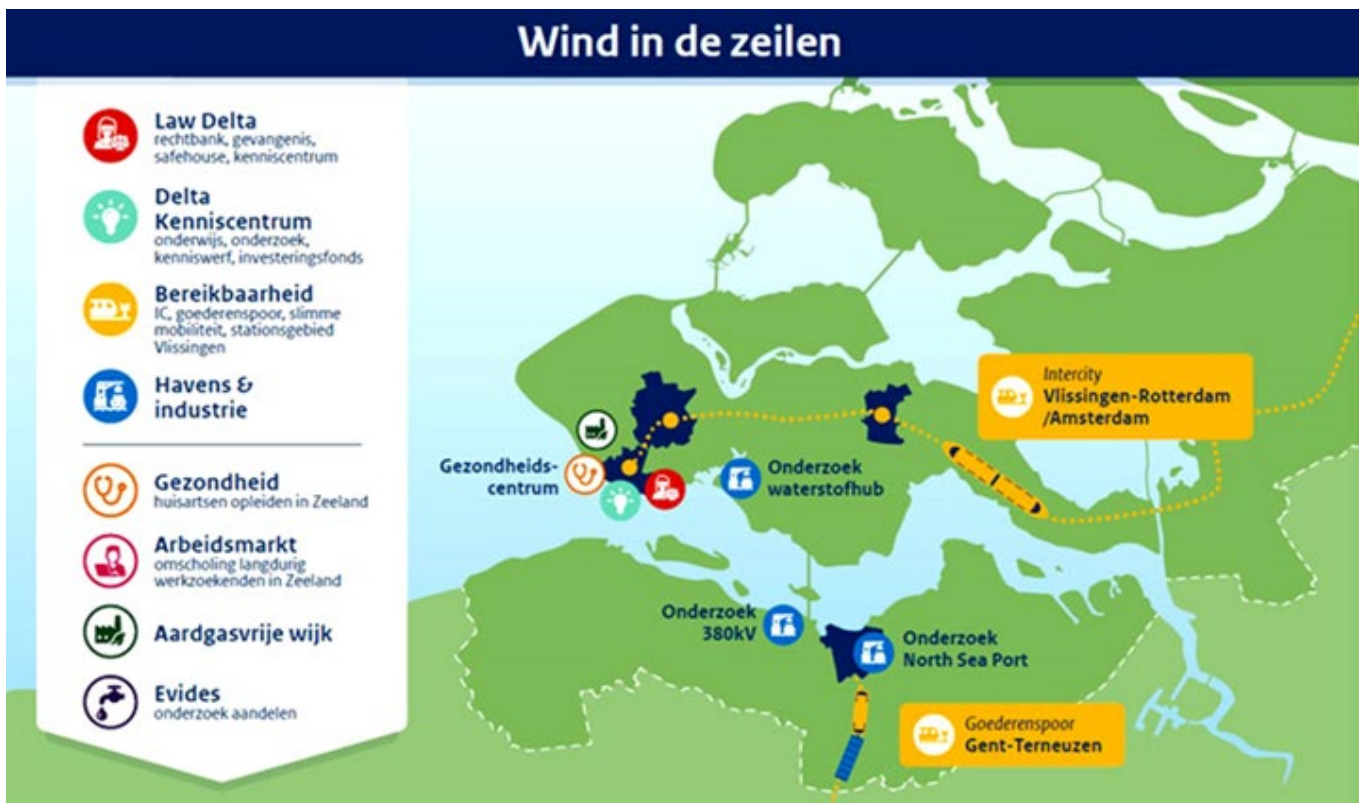 Wind in de zeilen
Law Delta
rechtbank, gevangenis,
safehouse, kenniscentrum
Delta
Kenniscentrum
onderwijs, onderzoek,
kenniswerf, investeringsfonds
Bereikbaarheid
IC, goederenspoor, slimme
mobiliteit, stationsgebied
Vlissingen
Havens &
industrie
Gezondheid
huisartsen opleiden in Zeeland
Arbeidsmarkt
omscholing langdurig
werkzoekenden in Zeeland
Aardgasvrije wijk
Evides
onderzoek aandelen
Intercity
Vlissingen-Rotterdam
/Amsterdam
Gezondheids-
centrum
Onderzoek
waterstofhub
Onderzoek
380kV
Onderzoek
North Sea Port
Goederenspoor
Gent-Terneuzen